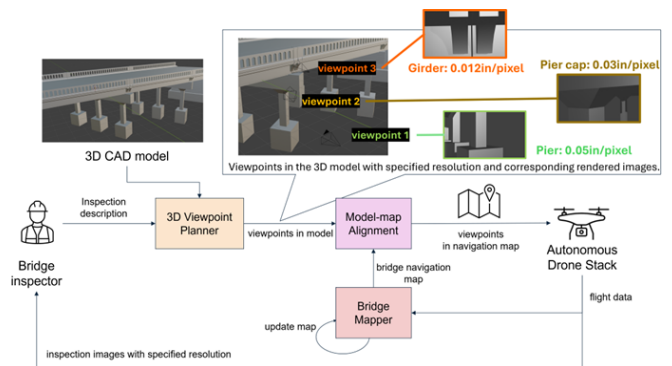 viewpoint 3
Girder: 0.012in/pixel
Pier cap: 0.03in/pixel
viewpoint 2
viewpoint 1
Pier: 0.05in/pixel
3D CAD model
Viewpoints in the 3D model with specified resolution and corresponding rendered images.
Inspection
description
3D Viewpoint
Planner
viewpoints in model
Model-map
Alignment
viewpoints
in navigation map
Autonomous
Drone Stack
Bridge
inspector
bridge navigation
map
flight data
Bridge
Mapper
update map
inspection images with specified resolution